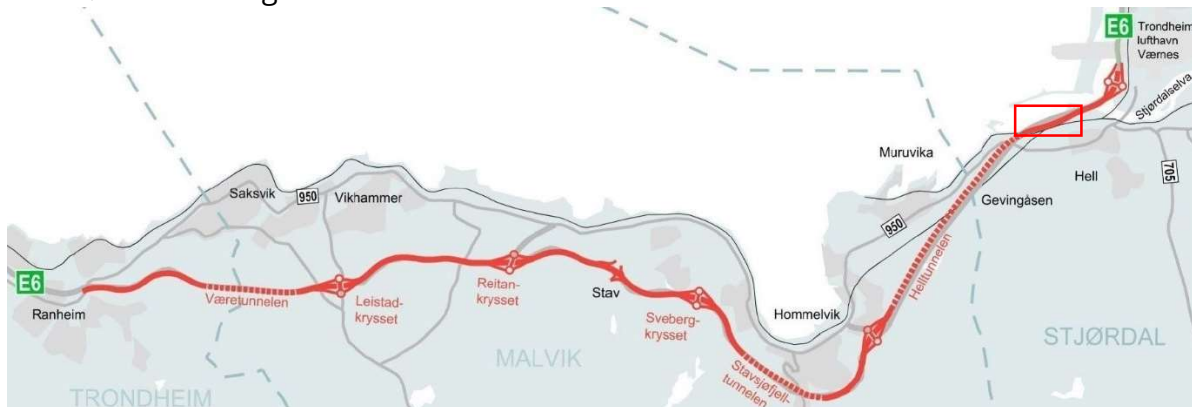 E6
Trondheim
lufthavn
Værnes
Stjørdalselva
Muruvika
705
Hell
Saksvik
950
Vikhammer
Gevingåsen
950
E6
Helltunnelen
Værетunnelen
Reitan-
krysset
Ranheim
Leistad-
krysset
Stav
Hommelvik
Sveberg-
krysset
STJØRDAL
MALVIK
Stavsjøfjell-
tunnelen
TRONDHEIM